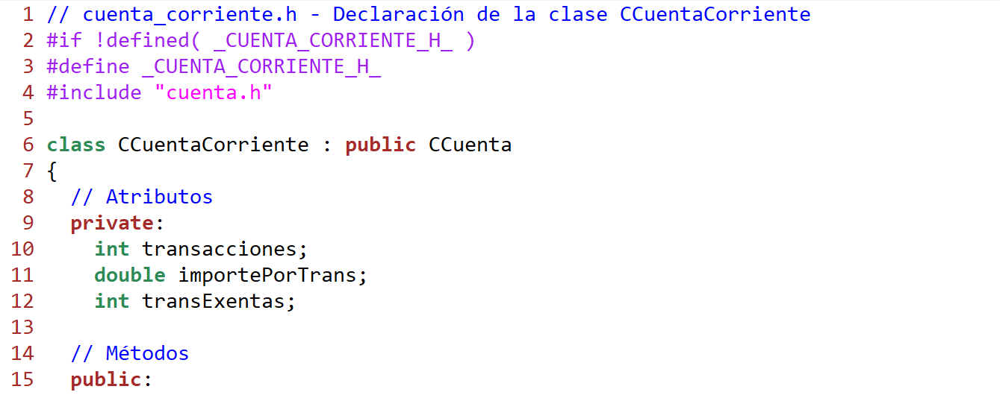 1 // cuenta_corriente.h - Declaración de la clase CCuentaCorriente
2 #if !defined( _CUENTA_CORRIENTE_H_ )
3 #define _CUENTA_CORRIENTE_H_
4 #include "cuenta.h"
5
6 class CCuentaCorriente : public CCuenta
7 {
8   // Atributos
9   private:
10     int transacciones;
11     double importePorTrans;
12     int transExentas;
13
14   // Métodos
15   public: